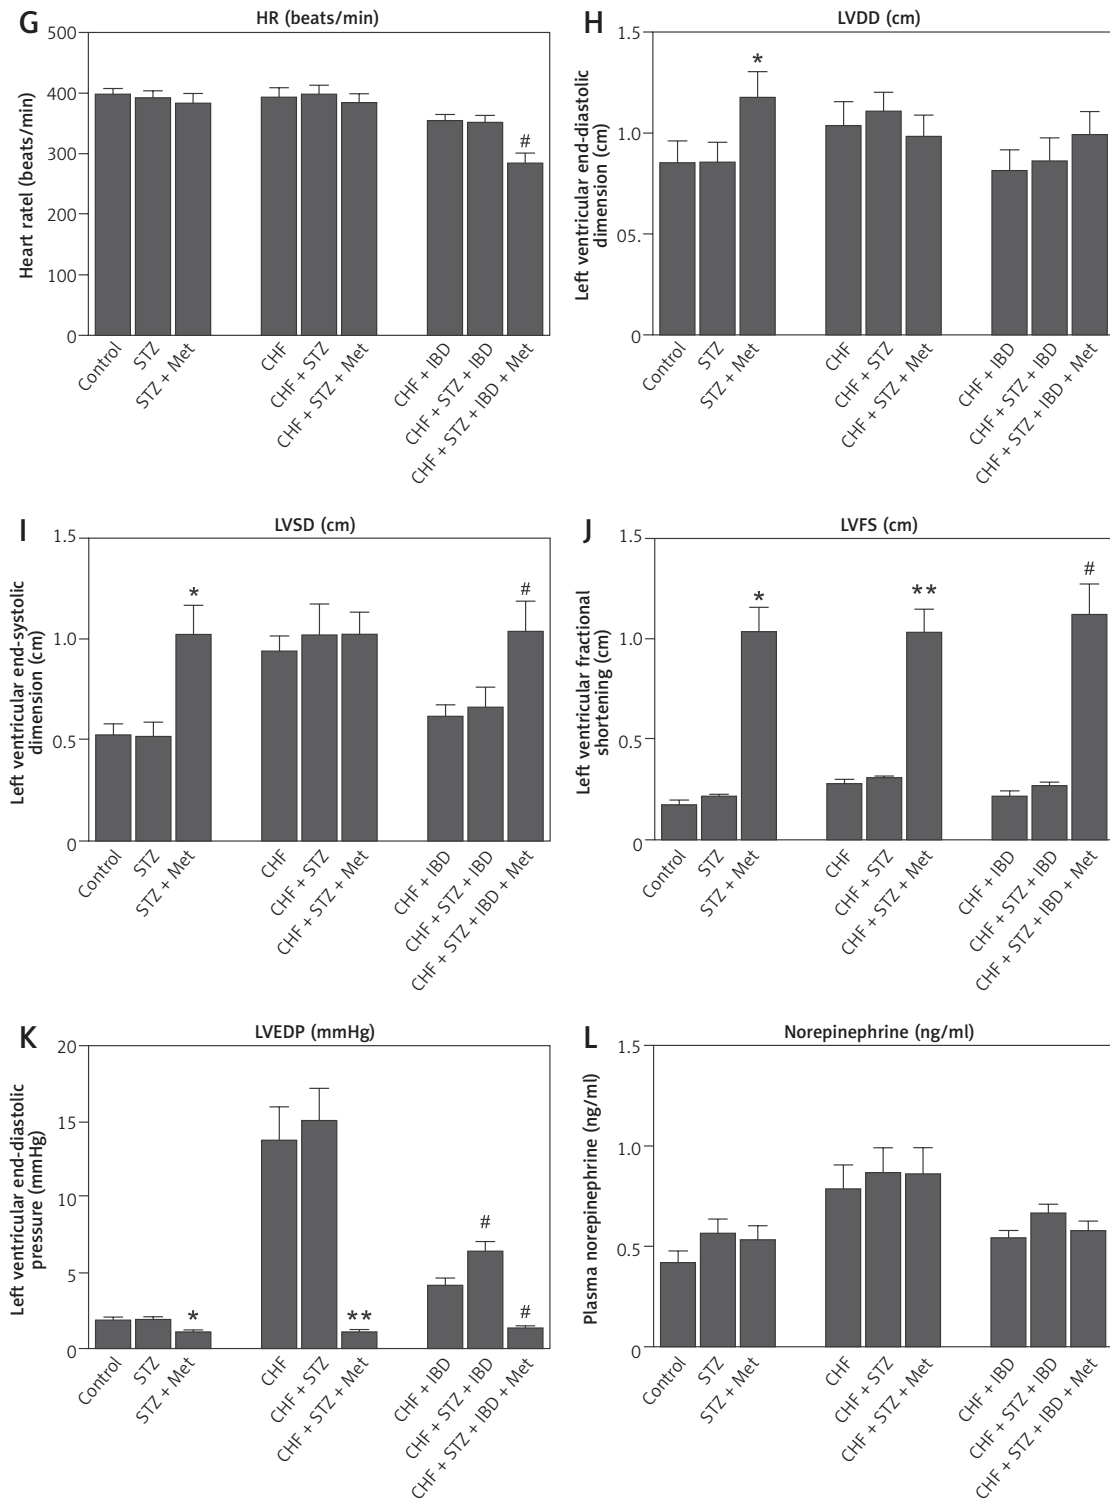 G
HR (beats/min)
Heart ratel (beats/min)
500
400
300
200
100
0
#
Control
STZ
STZ + Met
CHF
CHF + STZ
CHF + STZ + Met
CHF + IBD
CHF + STZ + IBD
CHF + STZ + IBD + Met
H
LVDD (cm)
Left ventricular end-diastolic
dimension (cm)
1.5
1.0
05.
0
*
Control
STZ
STZ + Met
CHF
CHF + STZ
CHF + STZ + Met
CHF + IBD
CHF + STZ + IBD
CHF + STZ + IBD + Met
I
LVSD (cm)
Left ventricular end-systolic
dimension (cm)
1.5
1.0
0.5
0
*
#
Control
STZ
STZ + Met
CHF
CHF + STZ
CHF + STZ + Met
CHF + IBD
CHF + STZ + IBD
CHF + STZ + IBD + Met
J
LVFS (cm)
Left ventricular fractional
shortening (cm)
1.5
1.0
0.5
0
*
**
#
Control
STZ
STZ + Met
CHF
CHF + STZ
CHF + STZ + Met
CHF + IBD
CHF + STZ + IBD
CHF + STZ + IBD + Met
K
LVEDP (mmHg)
Left ventricular end-diastolic
pressure (mmHg)
20
15
10
5
0
*
**
#
#
Control
STZ
STZ + Met
CHF
CHF + STZ
CHF + STZ + Met
CHF + IBD
CHF + STZ + IBD
CHF + STZ + IBD + Met
L
Norepinephrine (ng/ml)
Plasma norepinephrine (ng/ml)
1.5
1.0
0.5
0
Control
STZ
STZ + Met
CHF
CHF + STZ
CHF + STZ + Met
CHF + IBD
CHF + STZ + IBD
CHF + STZ + IBD + Met